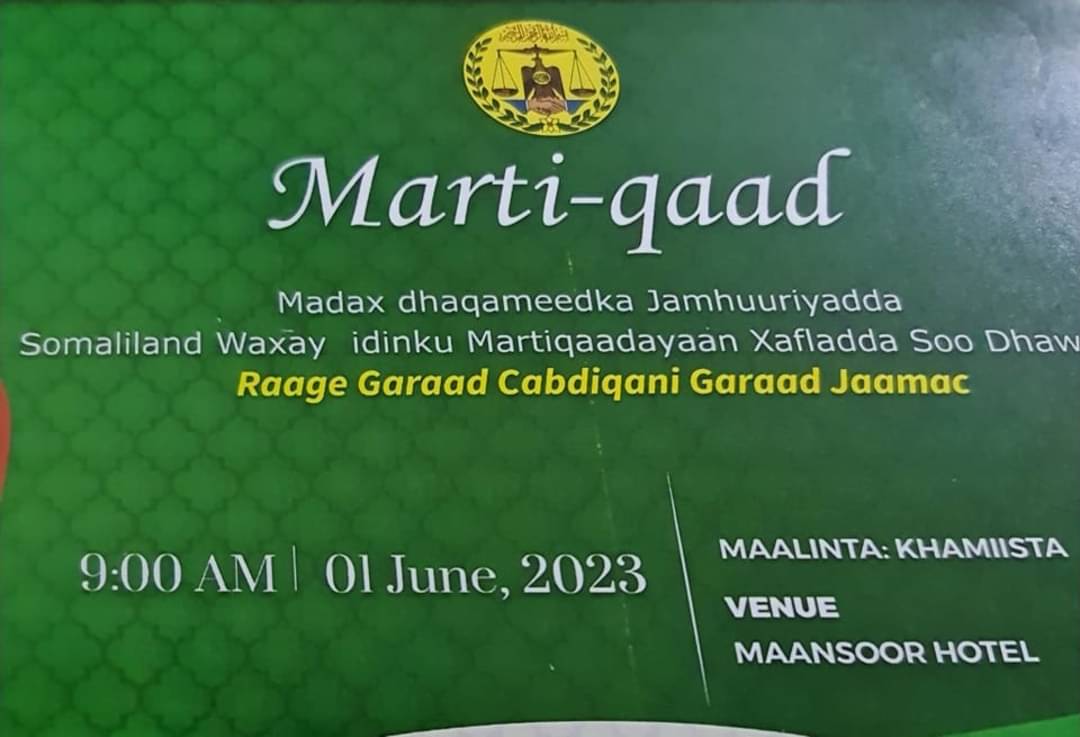 Marti-qaad
Madax dhaqameedka Jamhuuriyadda
Somaliland Waxay idinku Martiqaadayaan Xafladda Soo Dhaw
Raage Garaad Cabdiqani Garaad Jaamac
9:00 AM | 01 June, 2023
MAALINTA: KHAMIISTA
VENUE
MAANSOOR HOTEL